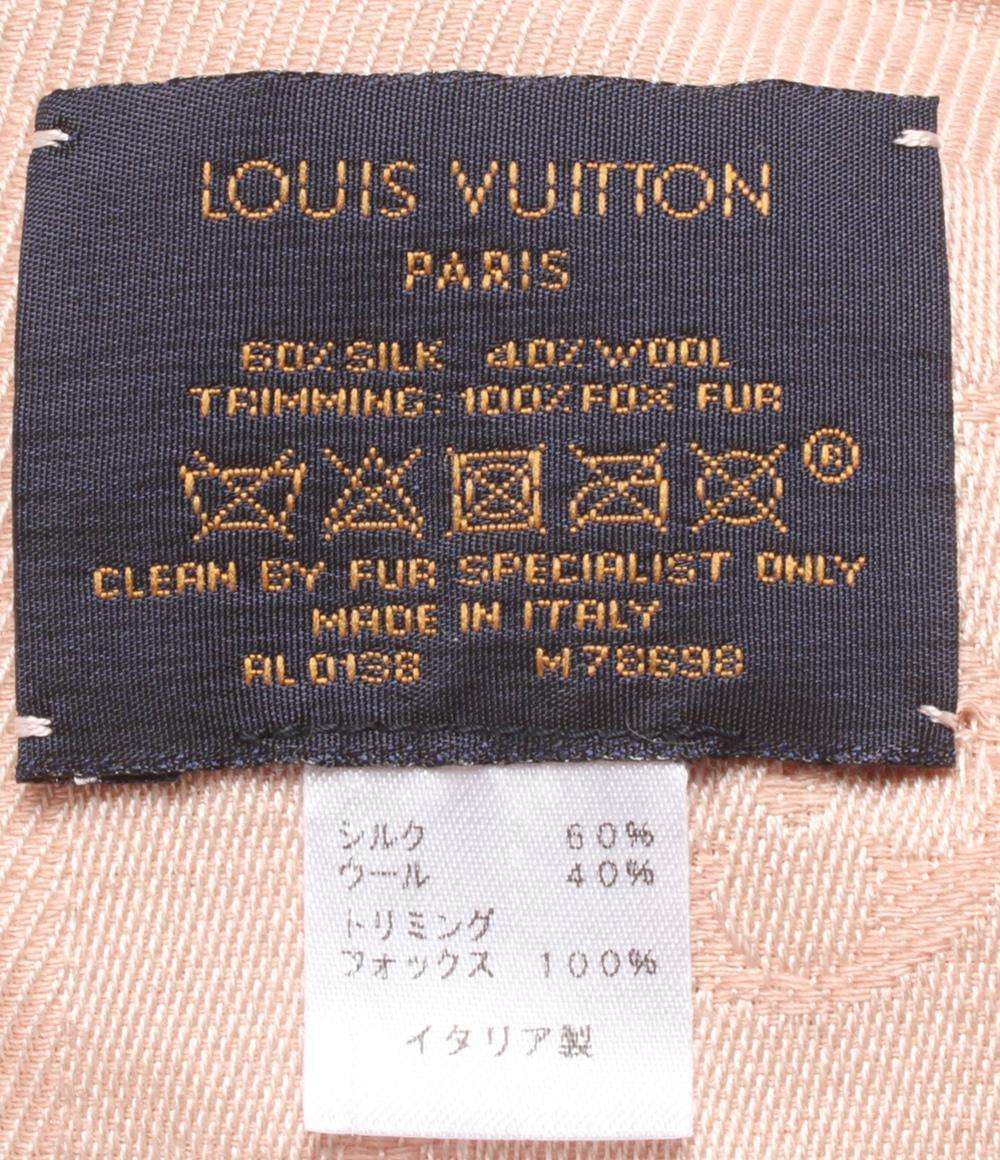 LOUIS VUITTON
PARIS
60% SILK 40% WOOL
TRIMMING: 100% FOX FUR
®
CLEAN BY FUR SPECIALIST ONLY
MADE IN ITALY
AL0138 M78698
シルク 60%
ウール 40%
トリミング
フォックス 100%
イタリア製